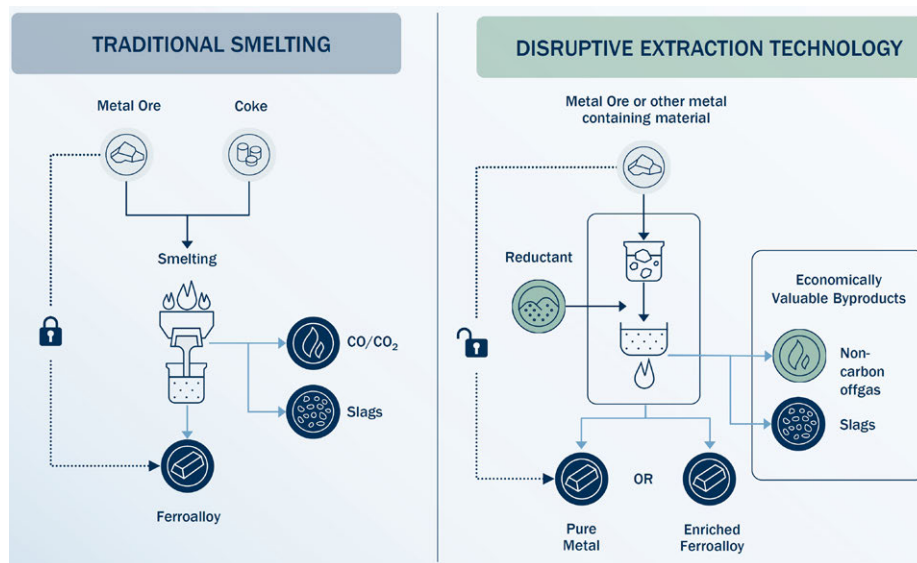 TRADITIONAL SMELTING
Metal Ore
Coke
Smelting
CO/CO₂
Slags
Ferroalloy
DISRUPTIVE EXTRACTION TECHNOLOGY
Metal Ore or other metal
containing material
Reductant
Economically
Valuable Byproducts
Non-
carbon
offgas
Slags
OR
Pure
Metal
Enriched
Ferroalloy